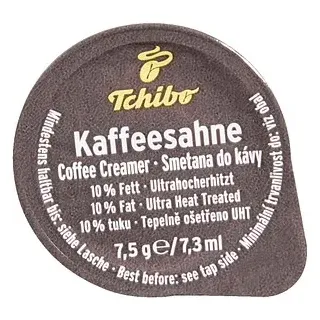 Tchibo
Kaffeesahne
Coffee Creamer · Smetana do kávy
10% Fett · Ultrahocherhitzt
10% Fat · Ultra Heat Treated
10% tuku · Tepelně ošetřeno UHT
7,5 g℮/7,3 ml
Mindestens haltbar bis: siehe Lasche · Best before: see tap side · Minimální trvanlivost do: viz obal